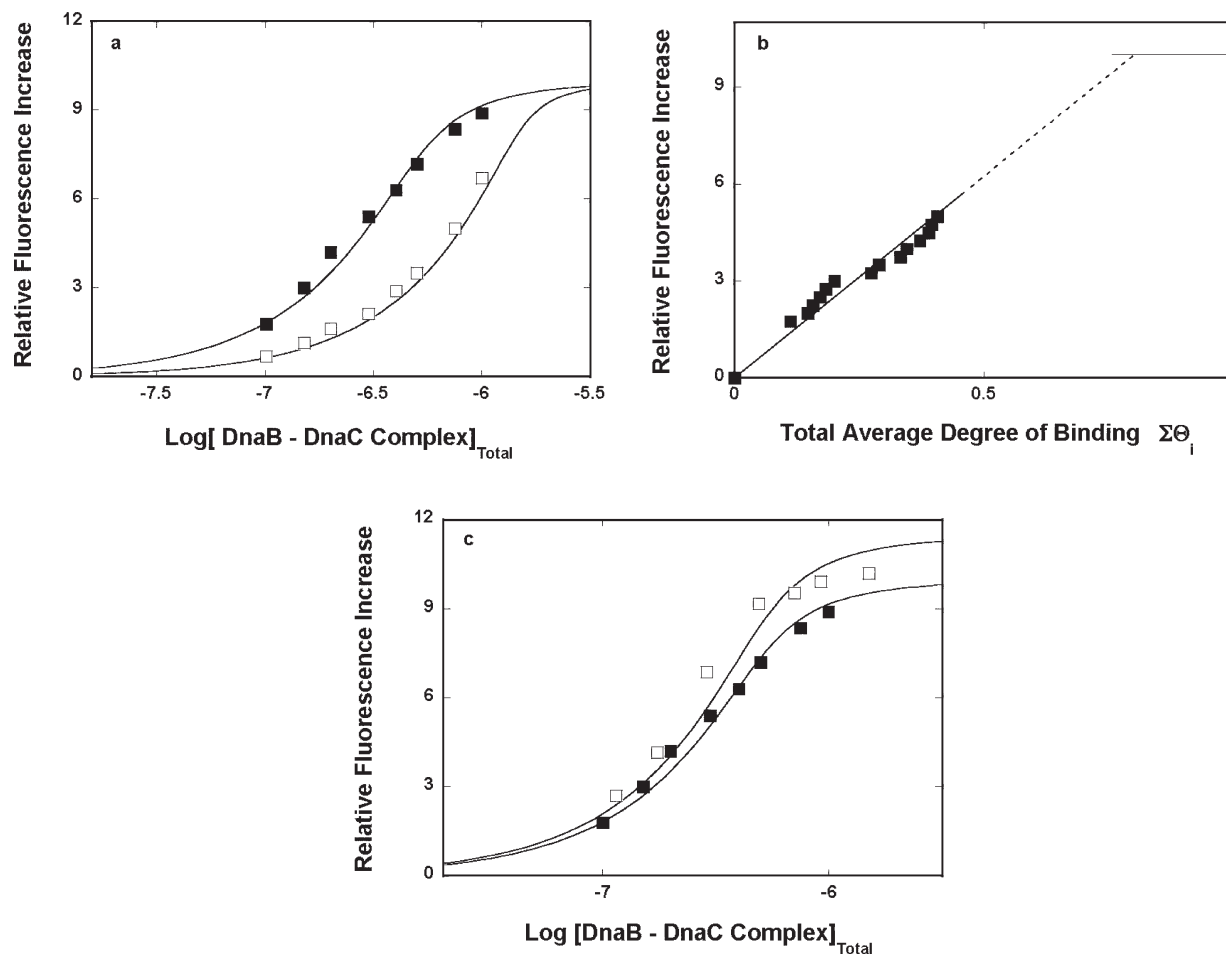 a
Relative Fluorescence Increase
12
9
6
3
0
-7.5
-7
-6.5
-6
-5.5
Log[ DnaB - DnaC Complex]Total
b
Relative Fluorescence Increase
9
6
3
0
0
0.5
Total Average Degree of Binding ΣΘi
c
Relative Fluorescence Increase
12
9
6
3
0
-7
-6
Log [DnaB - DnaC Complex]Total